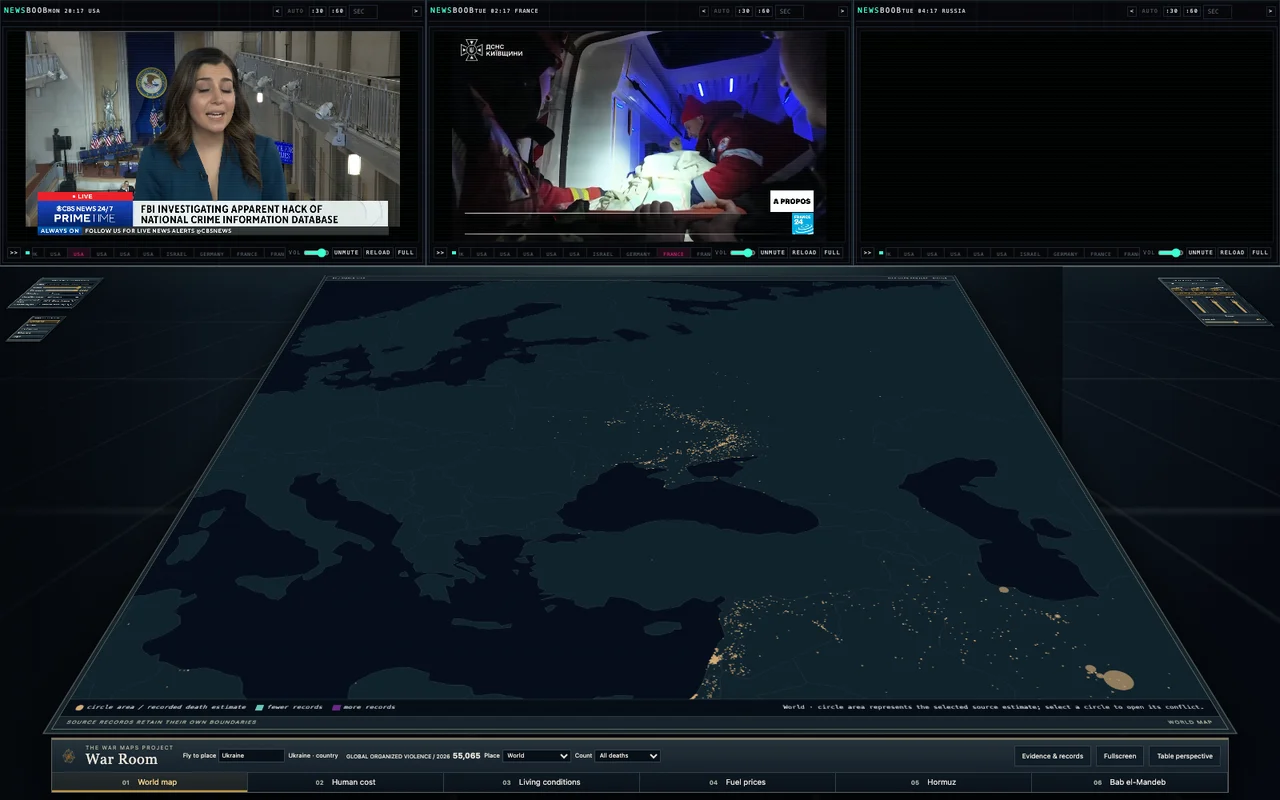 NEWSBOOB MON 20:17 USA
< AUTO :30 :60 SEC >
LIVE
CBS NEWS 24/7
PRIMETIME
FBI INVESTIGATING APPARENT HACK OF
NATIONAL CRIME INFORMATION DATABASE
ALWAYS ON FOLLOW US FOR LIVE NEWS ALERTS @CBSNEWS
>> USA USA USA USA USA ISRAEL GERMANY FRANCE FRAN VOL UNMUTE RELOAD FULL
NEWSBOOB TUE 02:17 FRANCE
< AUTO :30 :60 SEC >
ДСНС
КИЇВЩИНИ
A PROPOS
FRANCE
24
>> USA USA USA USA ISRAEL GERMANY FRANCE FRAN VOL UNMUTE RELOAD FULL
NEWSBOOB TUE 04:17 RUSSIA
< AUTO :30 :60 SEC >
>> USA USA USA USA ISRAEL GERMANY FRANCE FRAN VOL UNMUTE RELOAD FULL
circle area / recorded death estimate fewer records more records
World · circle area represents the selected source estimate; select a circle to open its conflict.
SOURCE RECORDS RETAIN THEIR OWN BOUNDARIES
WORLD MAP
THE WAR MAPS PROJECT
War Room
Fly to place Ukraine Ukraine · country GLOBAL ORGANIZED VIOLENCE / 2026 55,065 Place World Count All deaths
Evidence & records Fullscreen Table perspective
01 World map 02 Human cost 03 Living conditions 04 Fuel prices 05 Hormuz 06 Bab el-Mandeb